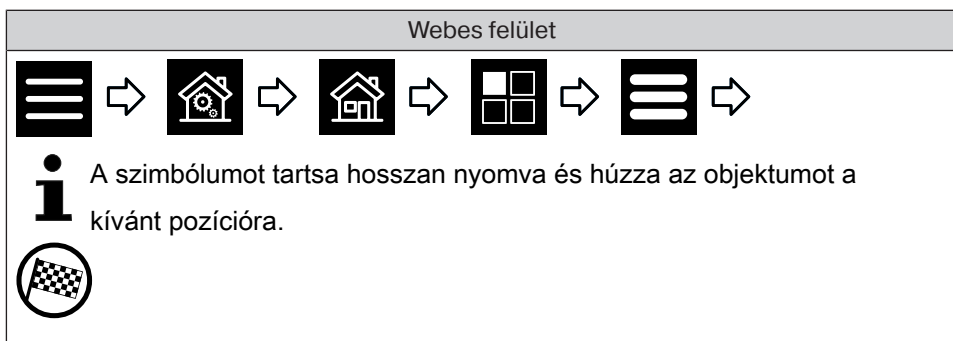 Webes felület
A szimbólumot tartsa hosszan nyomva és húzza az objektumot a
kívánt pozícióra.